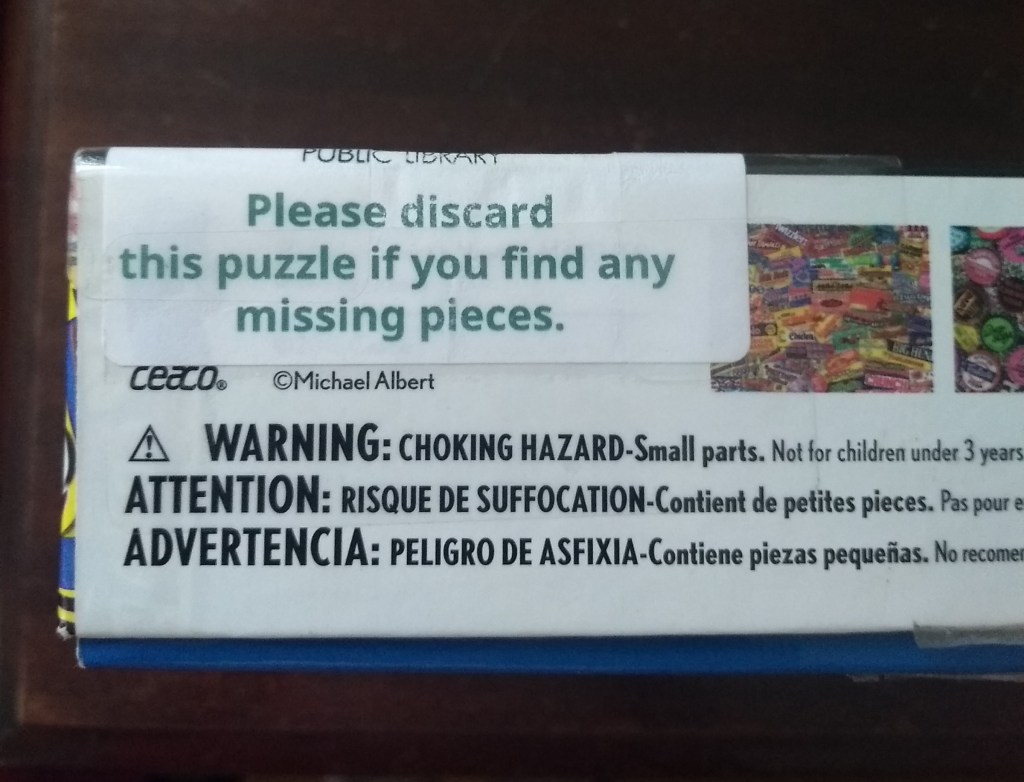 PUBLIC LIBRARY
Please discard
this puzzle if you find any
missing pieces.
ceaco® ©Michael Albert
⚠ WARNING: CHOKING HAZARD-Small parts. Not for children under 3 years
ATTENTION: RISQUE DE SUFFOCATION-Contient de petites pieces. Pas pour e
ADVERTENCIA: PELIGRO DE ASFIXIA-Contiene piezas pequeñas. No recomen